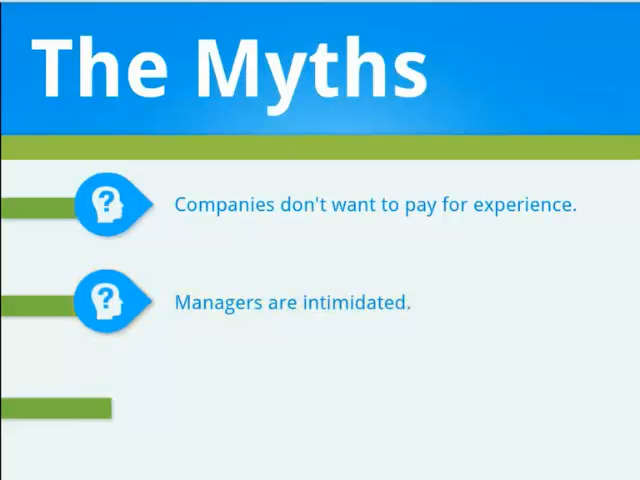 The Myths
Companies don't want to pay for experience.
Managers are intimidated.